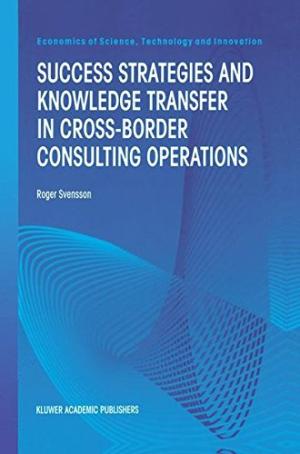 Economics of Science, Technology and Innovation
SUCCESS STRATEGIES AND
KNOWLEDGE TRANSFER
IN CROSS-BORDER
CONSULTING OPERATIONS
Roger Svensson
KLUWER ACADEMIC PUBLISHERS